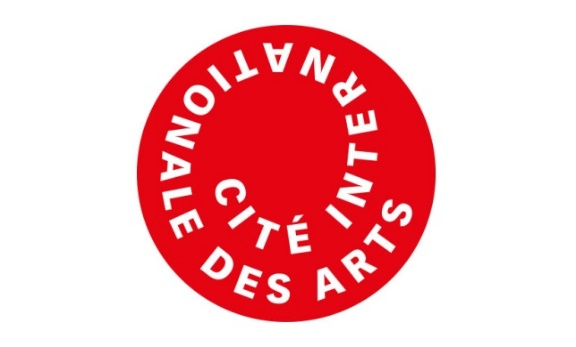 CITÉ INTERNATIONALE DES ARTS